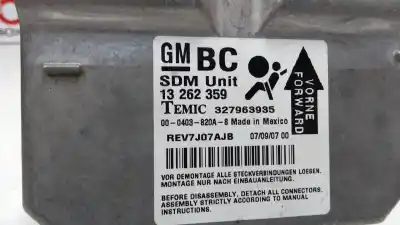 GM BC
SDM Unit
13 262 359
TEMIC 327963935
00-0403-820A-8 Made in Mexico
REV7J07AJB 07/09/07 00
VORNE
FORWARD
VOR DEMONTAGE ALLE STECKVERBINDUNGEN LOESEN.
MONTAGE NUR NACH EINBAUANLEITUNG.
BEFORE DISASSEMBLY, DETACH ALL CONNECTORS.
ASSEMBLY STRICTLY ACCORDING TO MANUAL
INSTRUCTIONS.